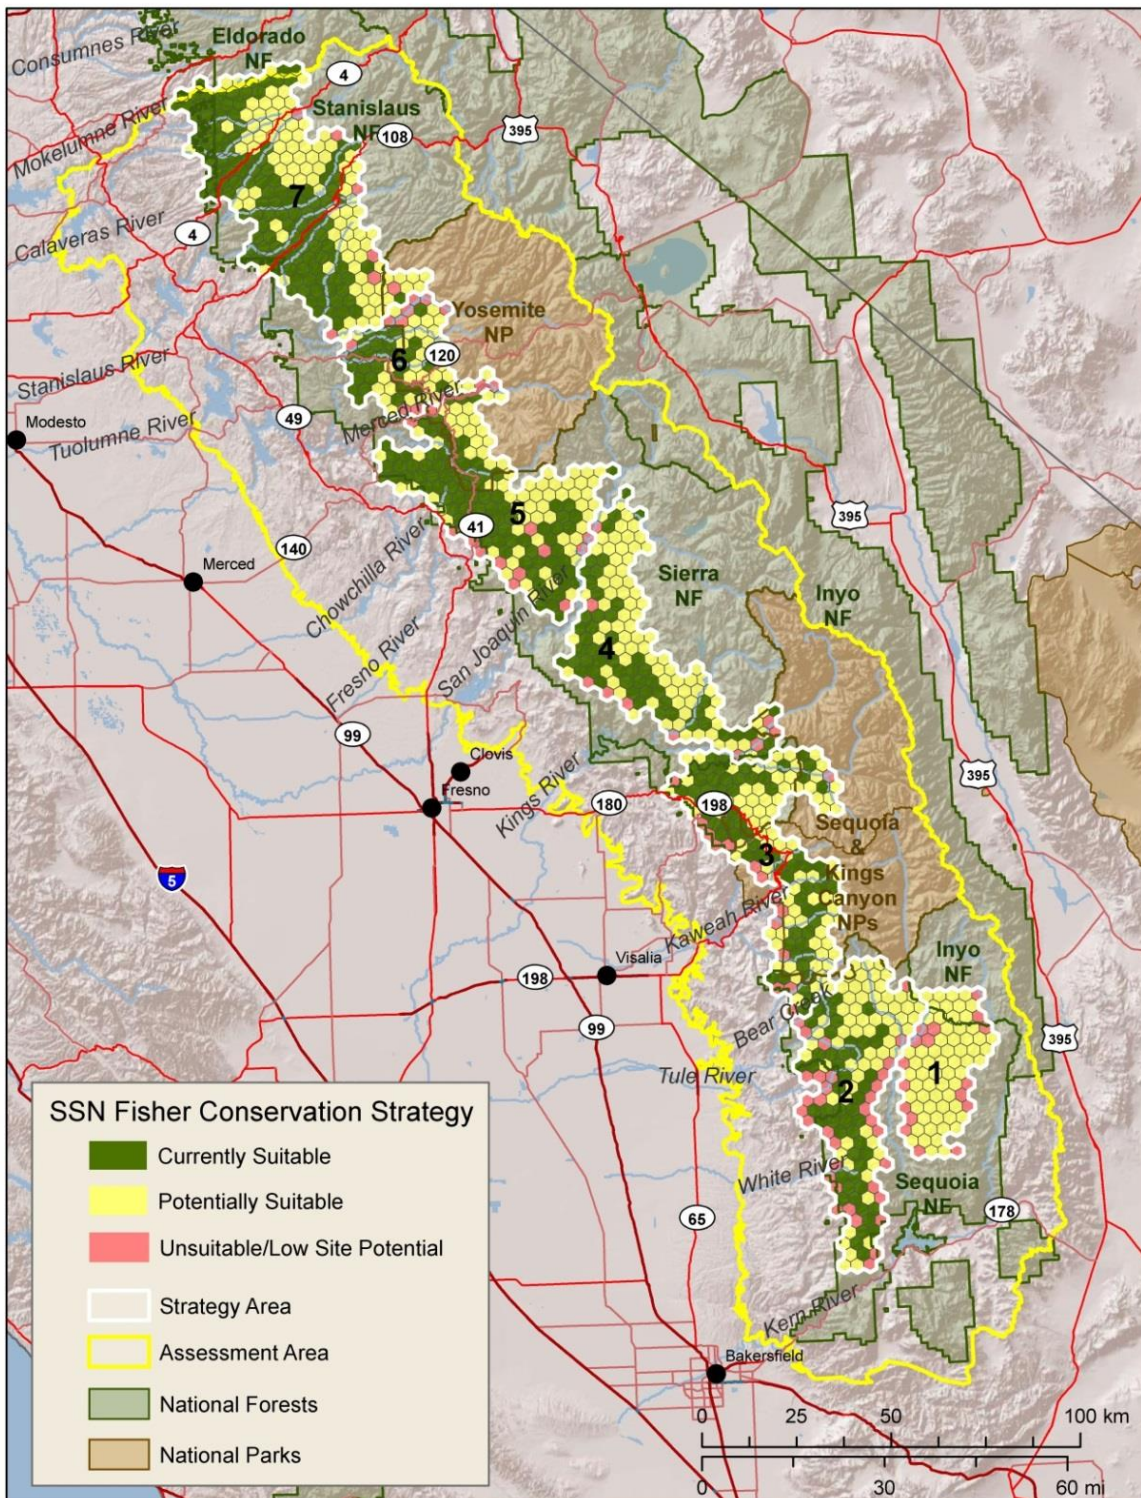 Consumnes River
Eldorado
NF
4
Stanislaus
NF
108
395
Mokelumne River
7
Calaveras River
4
Yosemite
NP
Stanislaus River
6
120
Modesto
49
Merced River
Tuolumne River
5
41
395
140
Merced
Chowchilla River
Sierra
NF
Inyo
NF
San Joaquin River
4
Fresno River
99
Clovis
395
Fresno
Kings River
180
198
Sequoia
&
Kings
Canyon
NPs
3
5
Kaweah River
Inyo
NF
Visalia
198
Bear Creek
99
395
Tule River
1
2
SSN Fisher Conservation Strategy
Currently Suitable
Potentially Suitable
Unsuitable/Low Site Potential
Strategy Area
Assessment Area
National Forests
National Parks
White River
Sequoia
NF
65
178
Kern River
Bakersfield
0 25 50 100 km
0 30 60 mi